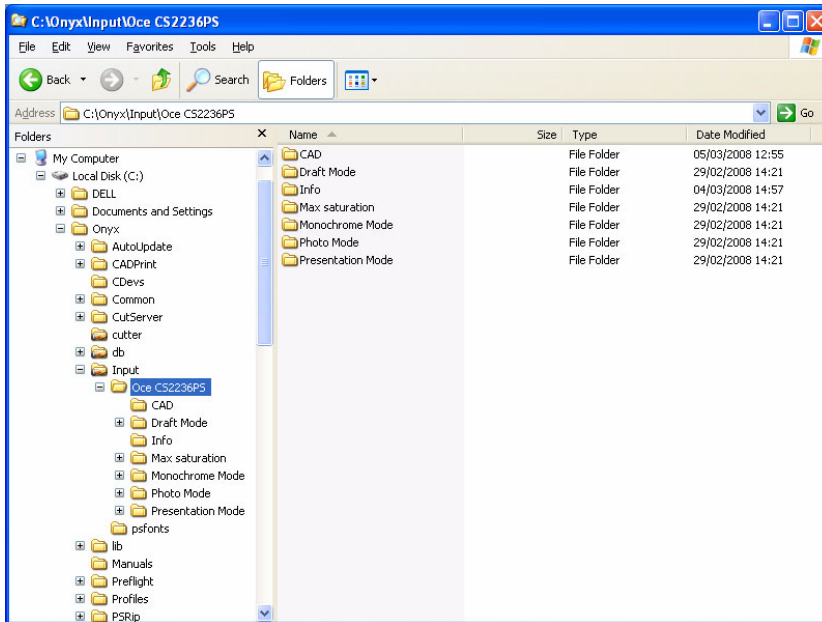 C:\Onyx\Input\Oce CS2236PS
File Edit View Favorites Tools Help
Back Search Folders
Address C:\Onyx\Input\Oce CS2236PS Go
Folders Name Size Type Date Modified
My Computer
Local Disk (C:)
DELL
Documents and Settings
Onyx
AutoUpdate
CADPrint
CDevs
Common
CutServer
cutter
db
Input
Oce CS2236PS
CAD
Draft Mode
Info
Max saturation
Monochrome Mode
Photo Mode
Presentation Mode
psfonts
lib
Manuals
Preflight
Profiles
PSRip
CAD File Folder 05/03/2008 12:55
Draft Mode File Folder 29/02/2008 14:21
Info File Folder 04/03/2008 14:57
Max saturation File Folder 29/02/2008 14:21
Monochrome Mode File Folder 29/02/2008 14:21
Photo Mode File Folder 29/02/2008 14:21
Presentation Mode File Folder 29/02/2008 14:21